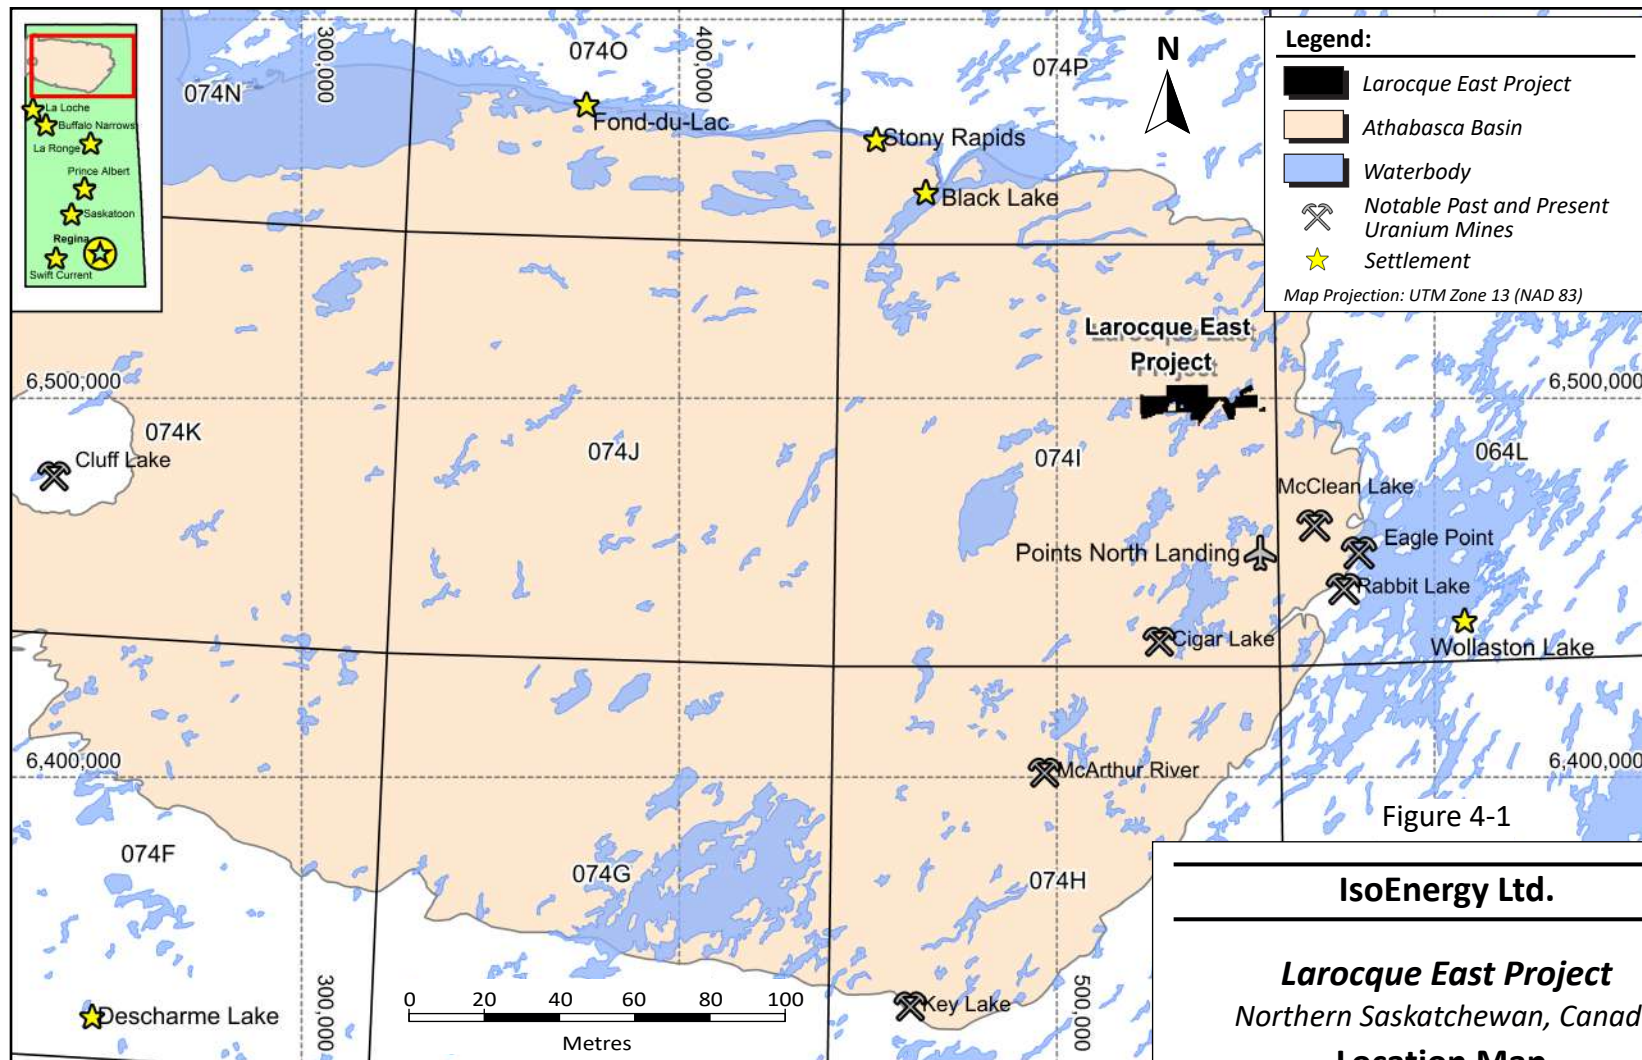 La Loche
Buffalo Narrows
La Ronge
Prince Albert
Saskatoon
Regina
Swift Current
074N
300,000
074O
400,000
074P
N
Fond-du-Lac
Stony Rapids
Black Lake
Legend:
Larocque East Project
Athabasca Basin
Waterbody
Notable Past and Present
Uranium Mines
Settlement
Map Projection: UTM Zone 13 (NAD 83)
Larocque East
Project
6,500,000
6,500,000
074K
Cluff Lake
074J
074I
064L
McClean Lake
Eagle Point
Points North Landing
Rabbit Lake
Cigar Lake
Wollaston Lake
6,400,000
McArthur River
6,400,000
Figure 4-1
074F
074G
074H
IsoEnergy Ltd.
Larocque East Project
Northern Saskatchewan, Canad
Location Map
300,000
500,000
0 20 40 60 80 100
Metres
Key Lake
Descharme Lake